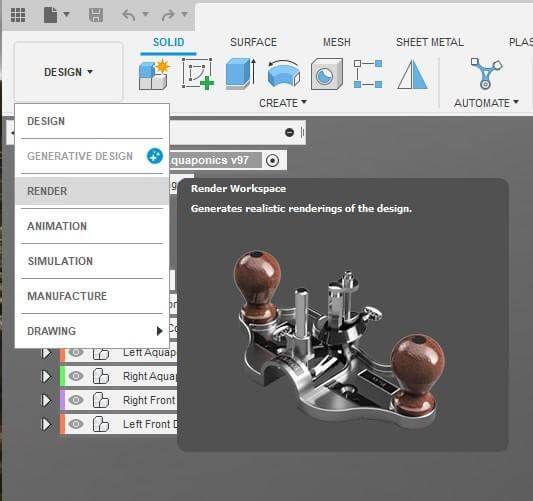 SOLID SURFACE MESH SHEET METAL
DESIGN
CREATE AUTOMATE
DESIGN
quaponics v97
GENERATIVE DESIGN
RENDER
Render Workspace
Generates realistic renderings of the design.
ANIMATION
SIMULATION
MANUFACTURE
DRAWING
Left Aquap
Right Aquap
Right Front
Left Front D